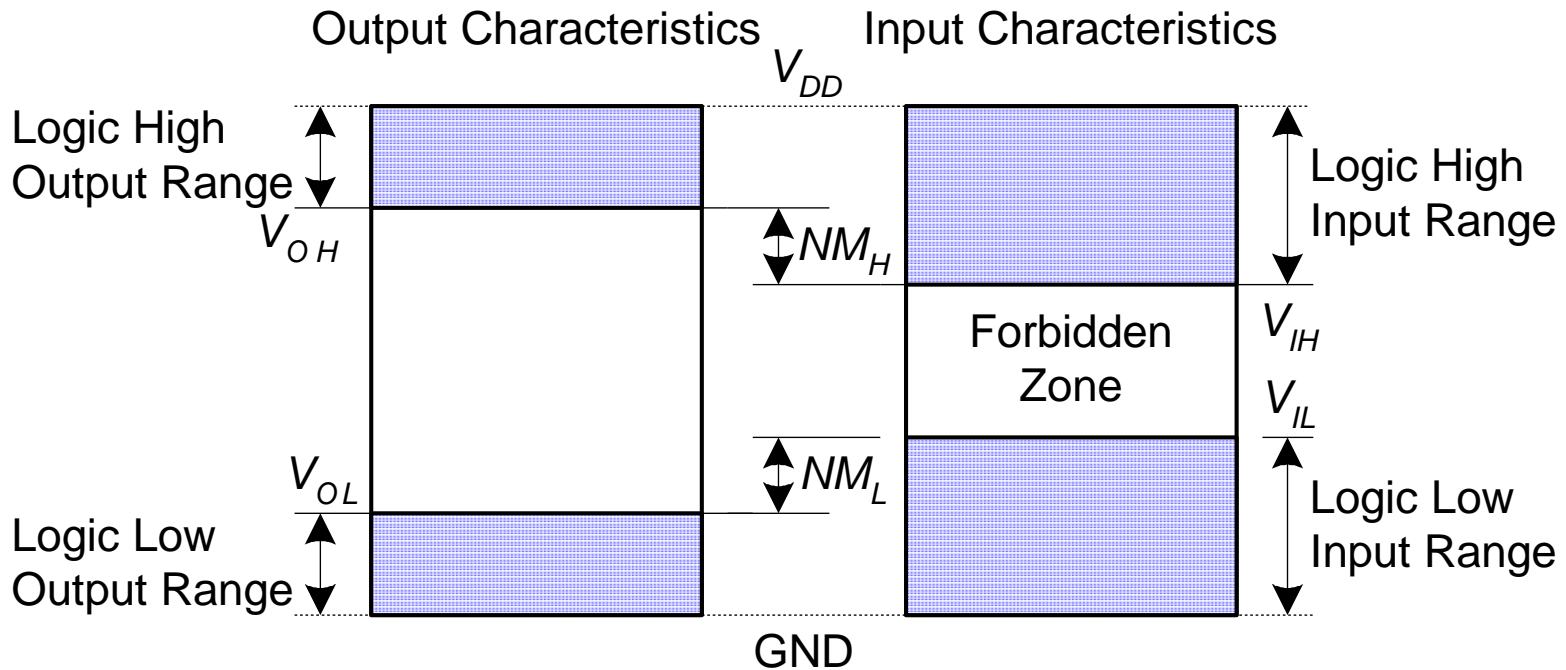 Output Characteristics
Input Characteristics
V_DD
Logic High
Output Range
V_OH
NM_H
Logic High
Input Range
Forbidden
Zone
V_IH
V_IL
V_OL
NM_L
Logic Low
Output Range
Logic Low
Input Range
GND